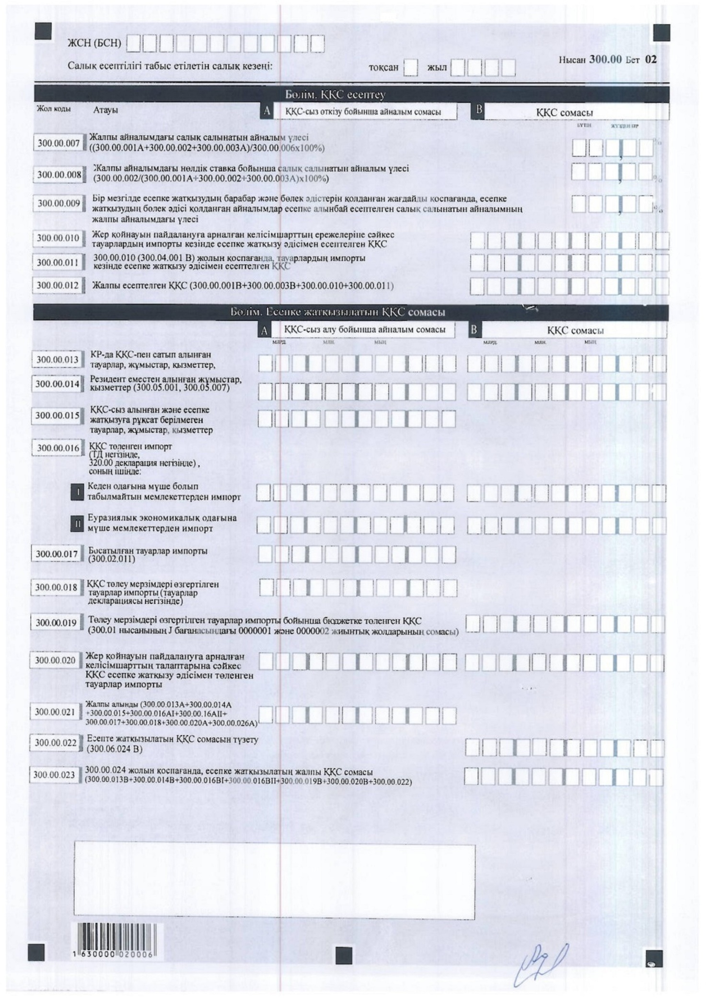 ЖСН (БСН)
Салық есептілігі табыс етілетін салық кезеңі: тоқсан жыл
Нысан 300.00 Бет 02
Бөлім. ҚҚС есептеу
Жол коды Атауы A ҚҚС-сыз өткізу бойынша айналым сомасы B ҚҚС сомасы
БҮТІН ЖҮЗДЕН БІР
300.00.007 Жалпы айналымдағы салық салынатын айналым үлесі
((300.00.001A+300.00.002+300.00.003A)/300.00.006x100%) %
300.00.008 Жалпы айналымдағы нөлдік ставка бойынша салық салынатын айналым үлесі
(300.00.002/(300.00.001A+300.00.002+300.00.003A)x100%) %
300.00.009 Бір мезгілде есепке жатқызудың барабар және бөлек әдістерін қолданған жағдайды қоспағанда, есепке
жатқызудың бөлек әдісі қолданған айналымдар есепке алынбай есептелген салық салынатын айналымның
жалпы айналымдағы үлесі %
300.00.010 Жер қойнауын пайдалануға арналған келісімшарттың ережелеріне сәйкес
тауарлардың импорты кезінде есепке жатқызу әдісімен есептелген ҚҚС
300.00.011 300.00.010 (300.04.001 B) жолын қоспағанда, тауарлардың импорты
кезінде есепке жатқызу әдісімен есептелген ҚҚС
300.00.012 Жалпы есептелген ҚҚС (300.00.001B+300.00.003B+300.00.010+300.00.011)
Бөлім. Есепке жатқызылатын ҚҚС сомасы
A ҚҚС-сыз алу бойынша айналым сомасы B ҚҚС сомасы
МЛРД. МЛН. МЫҢ МЛРД. МЛН. МЫҢ
300.00.013 ҚР-да ҚҚС-пен сатып алынған
тауарлар, жұмыстар, қызметтер,
300.00.014 Резидент еместен алынған жұмыстар,
қызметтер (300.05.001, 300.05.007)
300.00.015 ҚҚС-сыз алынған және есепке
жатқызуға рұқсат берілмеген
тауарлар, жұмыстар, қызметтер
300.00.016 ҚҚС төленген импорт
(ТД негізінде,
320.00 декларация негізінде) ,
соның ішінде:
I Кеден одағына мүше болып
табылмайтын мемлекеттерден импорт
II Еуразиялық экономикалық одағына
мүше мемлекеттерден импорт
300.00.017 Босатылған тауарлар импорты
(300.02.011)
300.00.018 ҚҚС төлеу мерзімдері өзгертілген
тауарлар импорты (тауарлар
декларациясы негізінде)
300.00.019 Төлеу мерзімдері өзгертілген тауарлар импорты бойынша бюджетке төленген ҚҚС
(300.01 нысанының J бағанасындағы 0000001 және 0000002 жиынтық жолдарының сомасы)
300.00.020 Жер қойнауын пайдалануға арналған
келісімшарттың талаптарына сәйкес
ҚҚС есепке жатқызу әдісімен төленген
тауарлар импорты
300.00.021 Жалпы алынды (300.00.013A+300.00.014A
+300.00.015+300.00.016AI+300.00.16AII+
300.00.017+300.00.018+300.00.020A+300.00.026A)
300.00.022 Есепте жатқызылатын ҚҚС сомасын түзету
(300.06.024 B)
300.00.023 300.00.024 жолын қоспағанда, есепке жатқызылатың жалпы ҚҚС сомасы
(300.00.013B+300.00.014B+300.00.016BI+300.00.016BII+300.00.019B+300.00.020B+300.00.022)
1 630000 020006